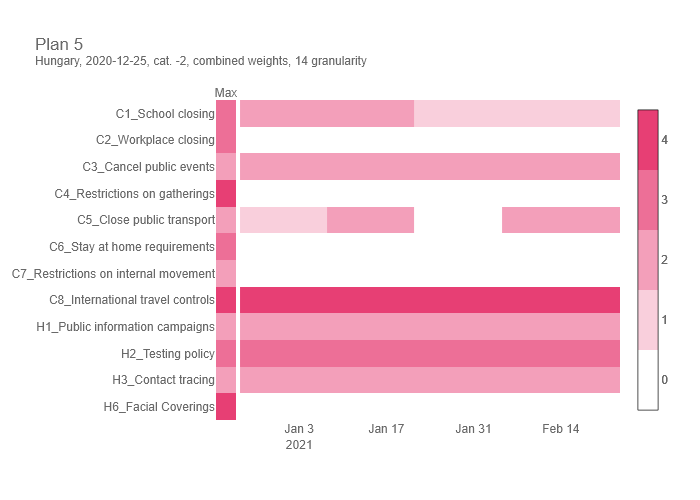 Plan 5
Hungary, 2020-12-25, cat. -2, combined weights, 14 granularity
Max
C1_School closing
C2_Workplace closing
C3_Cancel public events
C4_Restrictions on gatherings
C5_Close public transport
C6_Stay at home requirements
C7_Restrictions on internal movement
C8_International travel controls
H1_Public information campaigns
H2_Testing policy
H3_Contact tracing
H6_Facial Coverings
Jan 3 Jan 17 Jan 31 Feb 14
2021
4
3
2
1
0